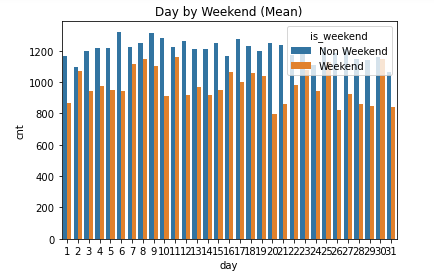 Day by Weekend (Mean)
is_weekend
Non Weekend
Weekend
cnt
1200
1000
800
600
400
200
0
1 2 3 4 5 6 7 8 9 10 11 12 13 14 15 16 17 18 19 20 21 22 23 24 25 26 27 28 29 30 31
day